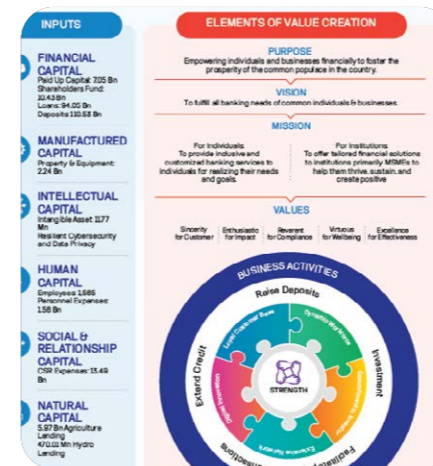 INPUTS
FINANCIAL
CAPITAL
Paid Up Capital: 7.05 Bn
Shareholders Fund:
10.43 Bn
Loans: 94.05 Bn
Deposits: 110.53 Bn
MANUFACTURED
CAPITAL
Property & Equipment:
2.24 Bn
INTELLECTUAL
CAPITAL
Intangible Asset 11.77
Mn
Resilient Cybersecurity
and Data Privacy
HUMAN
CAPITAL
Employees: 1,565
Personnel Expenses:
1.56 Bn
SOCIAL &
RELATIONSHIP
CAPITAL
CSR Expenses: 13.49
Bn
NATURAL
CAPITAL
5.97 Bn Agriculture
Lending
470.01 Mn Hydro
Lending
ELEMENTS OF VALUE CREATION
PURPOSE
Empowering individuals and businesses financially to foster the
prosperity of the common populace in the country.
VISION
To fulfill all banking needs of common individuals & businesses.
MISSION
For Individuals
To provide inclusive and
customized banking services to
individuals for realizing their needs
and goals.
For Institutions
To offer tailored financial solutions
to institutions primarily MSMEs to
help them thrive, sustain, and
create positive
VALUES
Sincerity
for Customer
Enthusiastic
for Impact
Reverent
for Compliance
Virtuous
for Wellbeing
Excellence
for Effectiveness
BUSINESS ACTIVITIES
Raise Deposits
Extend Credit
Investment
Loyal Customer Base
Extensive Network
STRENGTH